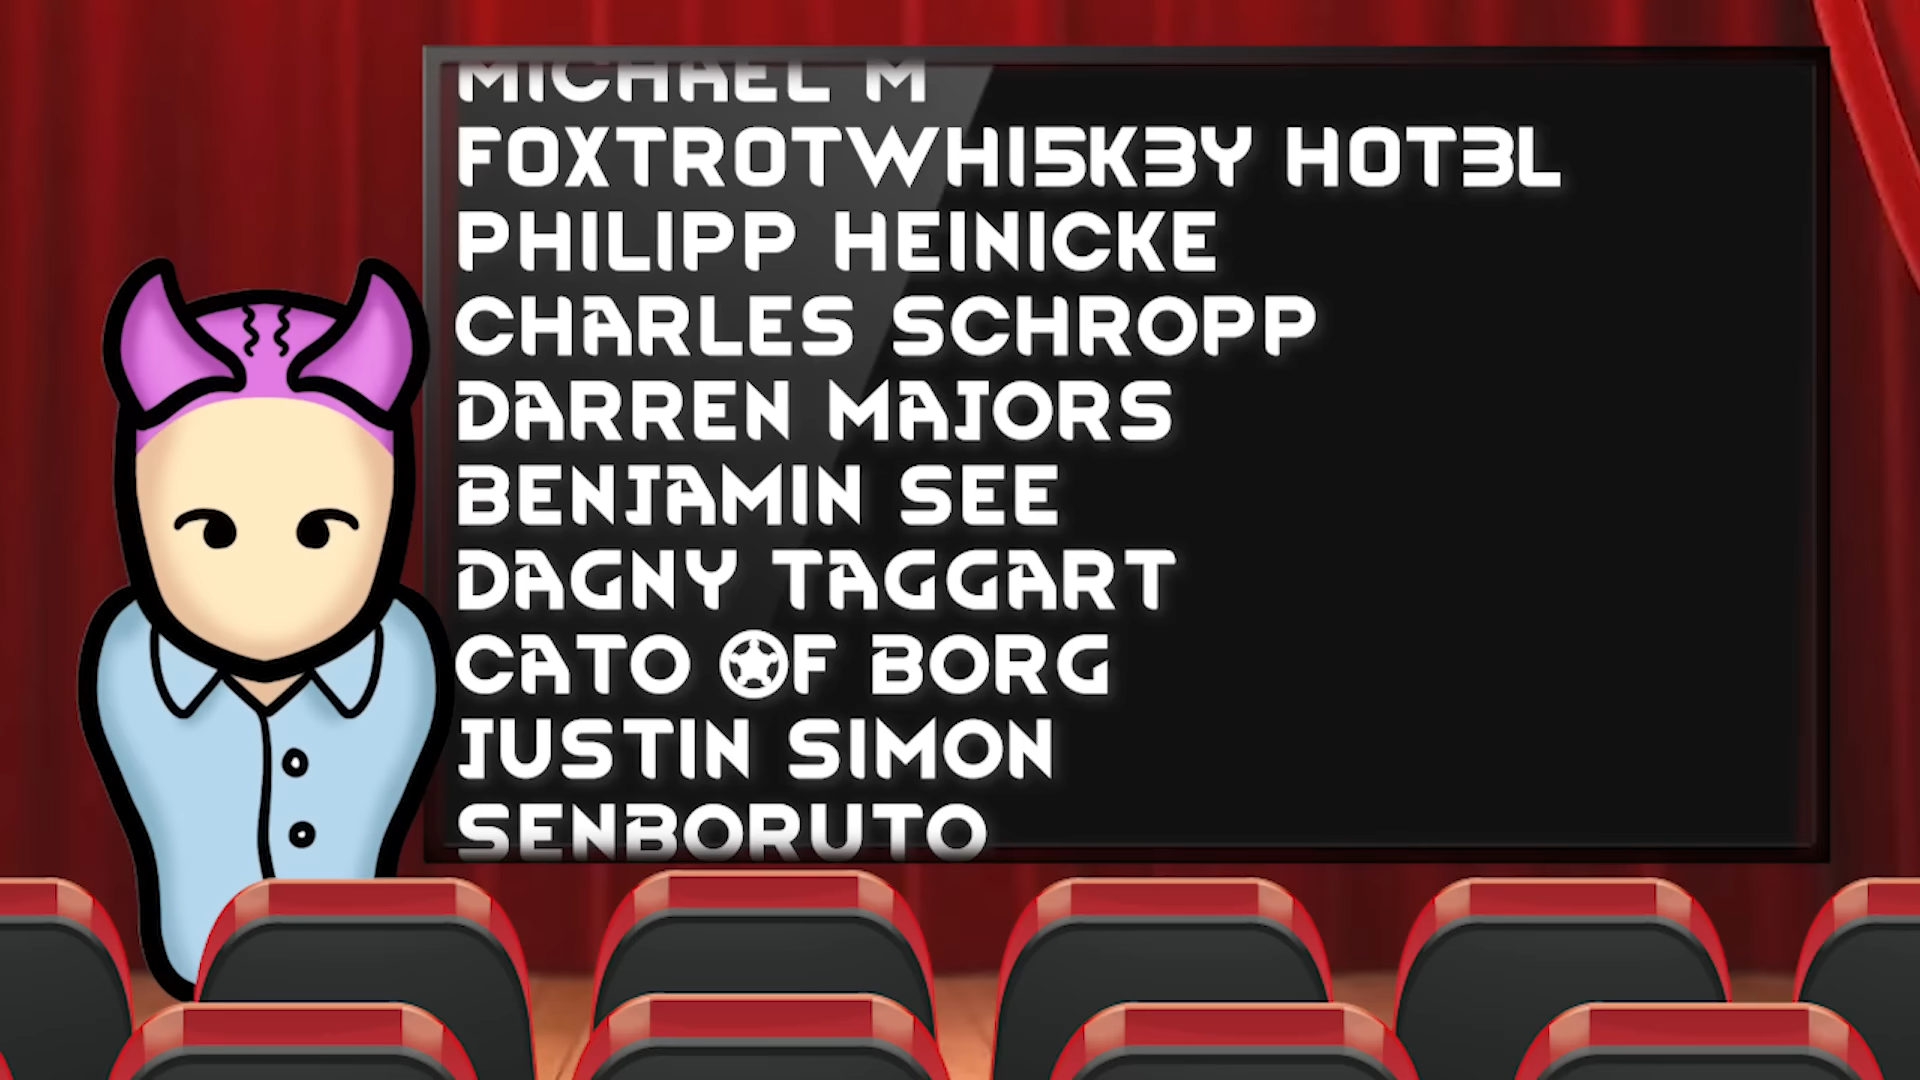 MICHAEL M
FOXTROTWHI5K3Y HOT3L
PHILIPP HEINICKE
CHARLES SCHROPP
DARREN MAJORS
BENJAMIN SEE
DAGNY TAGGART
CATO OF BORG
JUSTIN SIMON
SENBORUTO